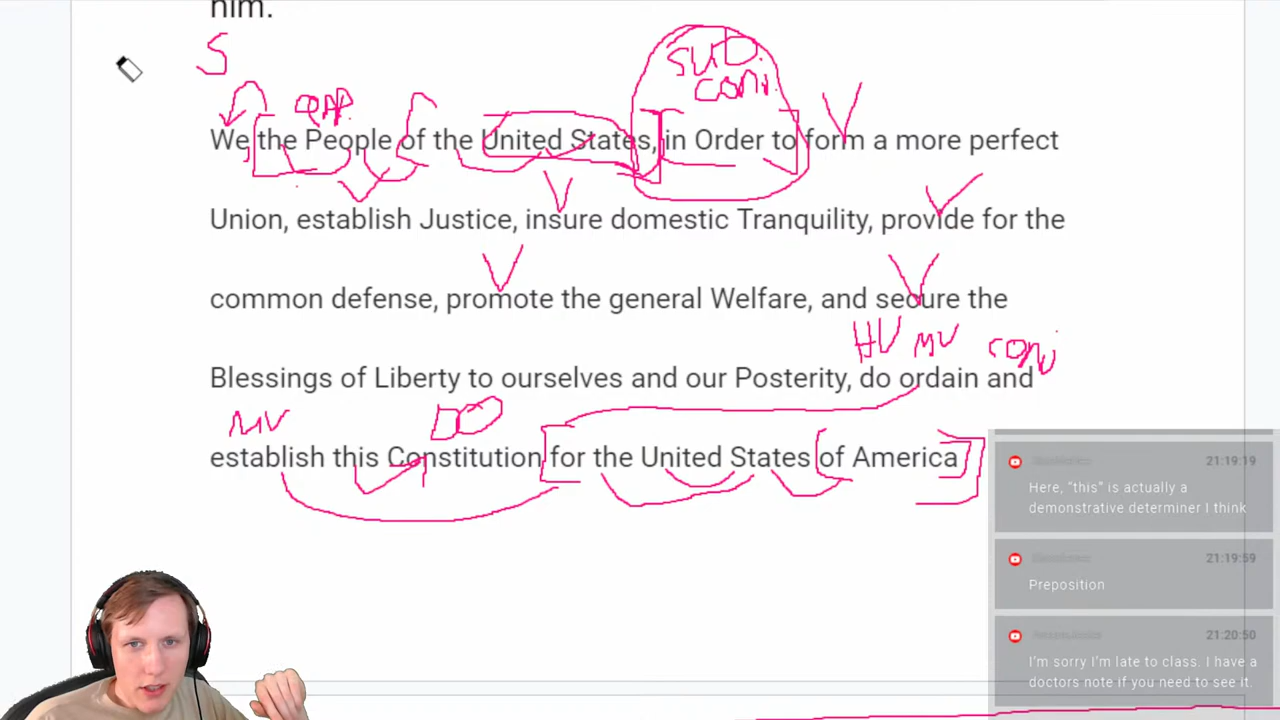 him.
S
sub
conj.
app.
V
We, the People of the United States, in Order to form a more perfect
V
Union, establish Justice, insure domestic Tranquility, provide for the
V
V
common defense, promote the general Welfare, and secure the
HV MV conj
Blessings of Liberty to ourselves and our Posterity, do ordain and
MV
DO
establish this Constitution for the United States of America
21:19:19
Here, "this" is actually a
demonstrative determiner I think
21:19:59
Preposition
21:20:50
I'm sorry I'm late to class. I have a
doctors note if you need to see it.